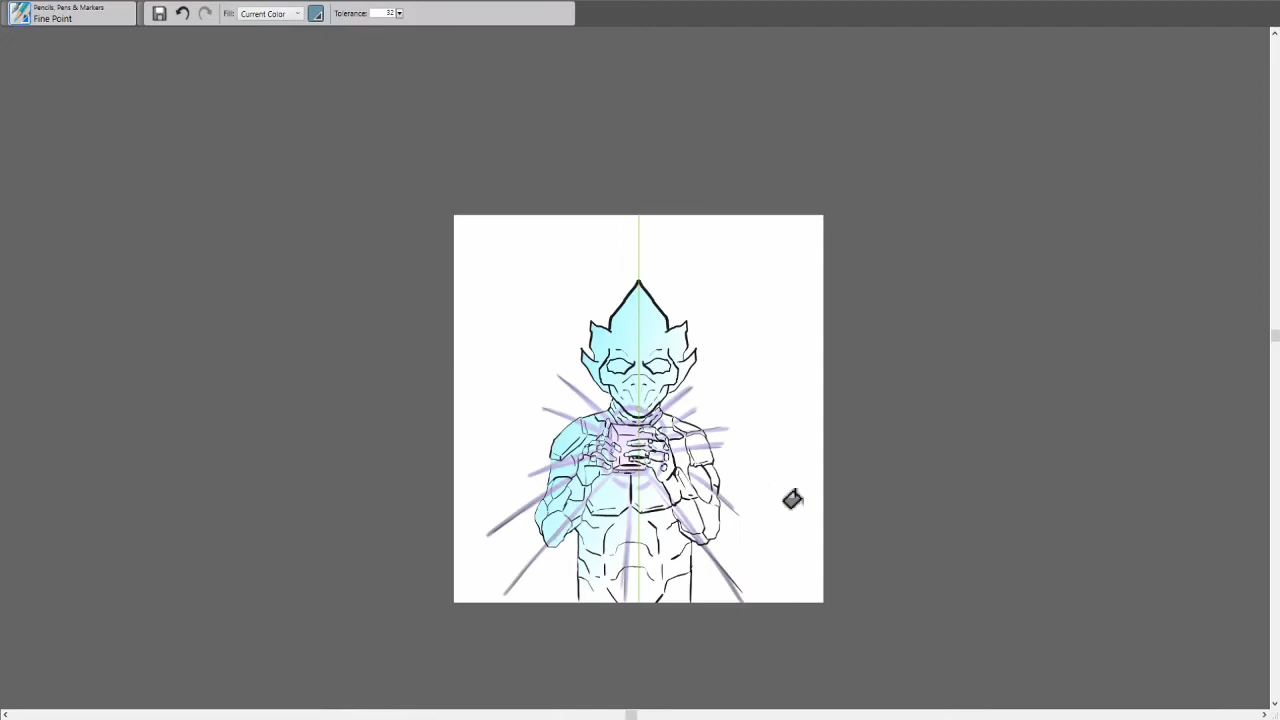 Pencils, Pens & Markers
Fine Point
Fill: Current Color
Tolerance: 32